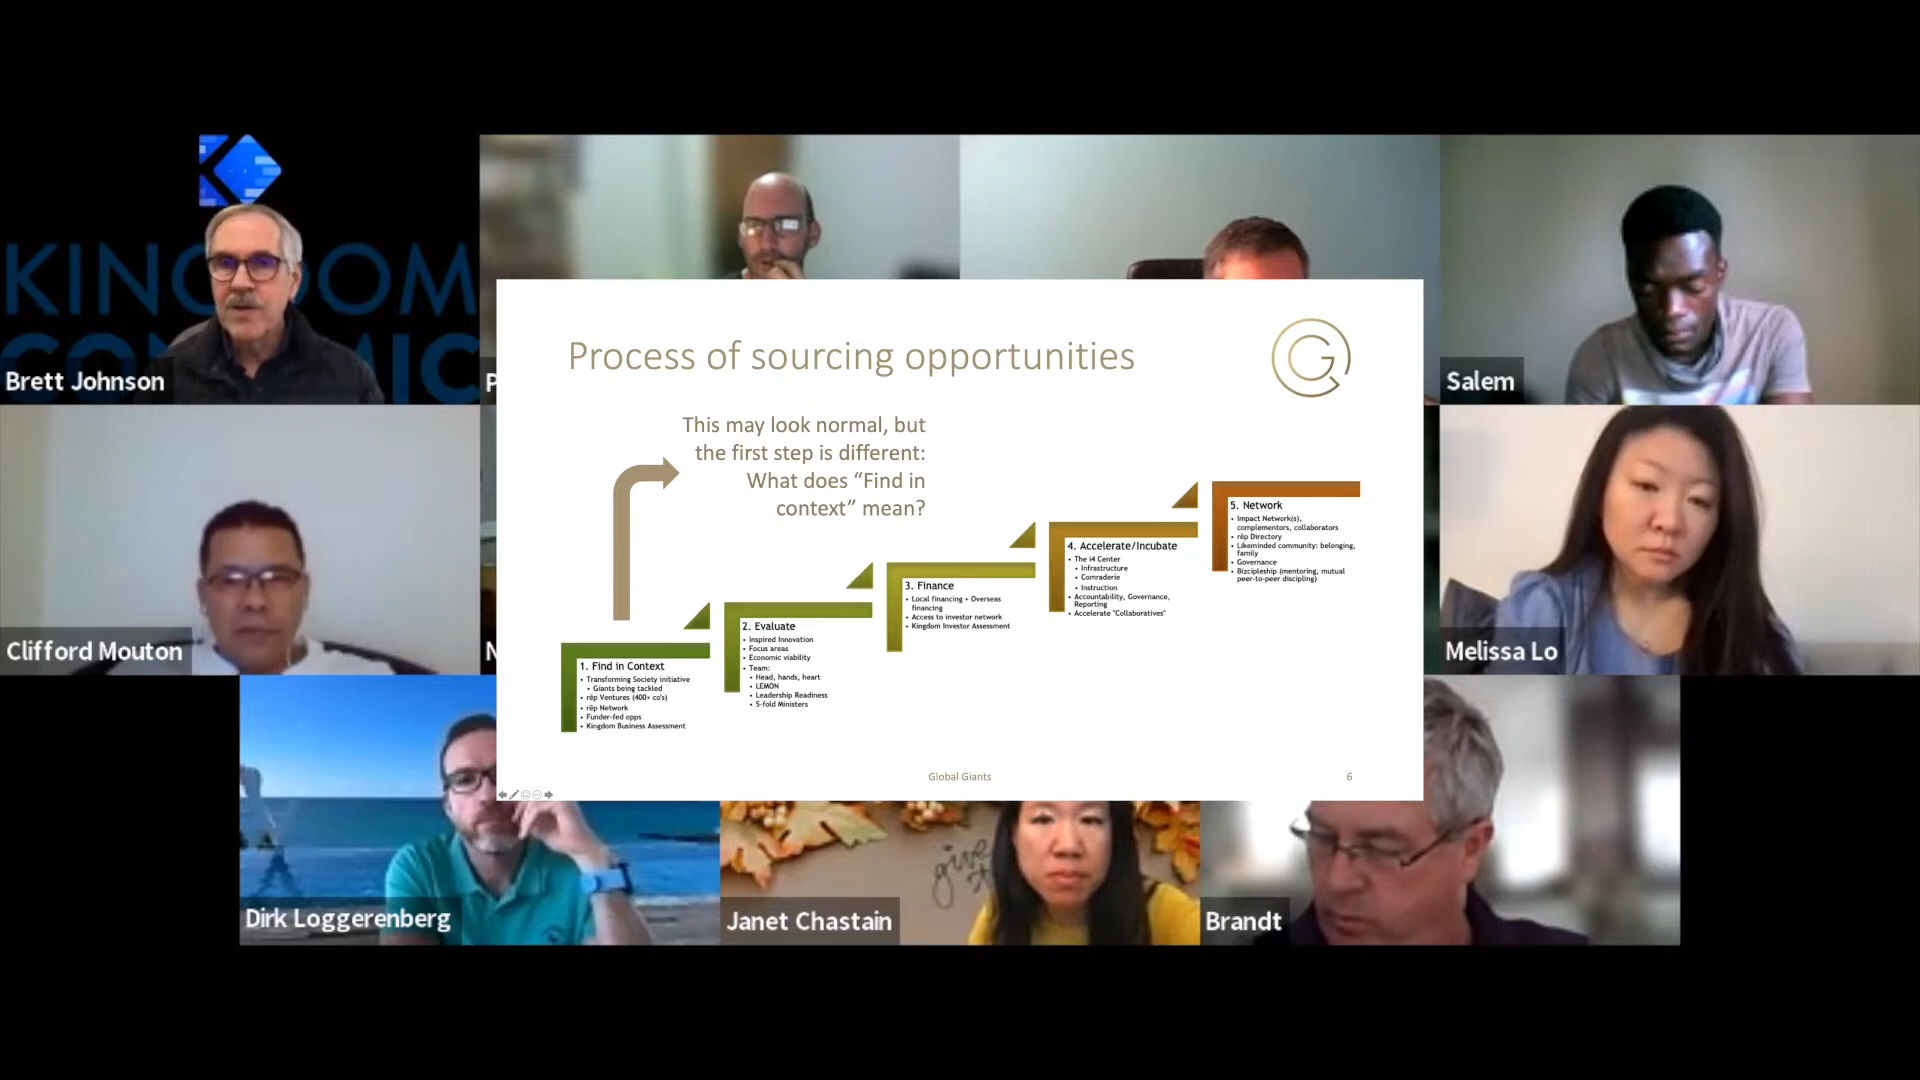 KINGDOM
Brett Johnson
P
Salem
Clifford Mouton
N
Melissa Lo
Dirk Loggerenberg
give
Janet Chastain
Brandt
Process of sourcing opportunities
This may look normal, but
the first step is different:
What does “Find in
context” mean?
1. Find in Context
• Transforming Society initiative
• Giants being tackled
• rēp Ventures (400+ co's)
• rēp Network
• Funder-fed opps
• Kingdom Business Assessment
2. Evaluate
• Inspired Innovation
• Focus areas
• Economic viability
• Team:
• Head, hands, heart
• LEMON
• Leadership Readiness
• 5-fold Ministers
3. Finance
• Local financing + Overseas
financing
• Access to investor network
• Kingdom Investor Assessment
4. Accelerate/Incubate
• The i4 Center
• Infrastructure
• Comraderie
• Instruction
• Accountability, Governance,
Reporting
• Accelerate "Collaboratives"
5. Network
• Impact Network(s),
complementors, collaborators
• rēp Directory
• Likeminded community: belonging,
family
• Governance
• Bizcipleship (mentoring, mutual
peer-to-peer discipling)
Global Giants
6